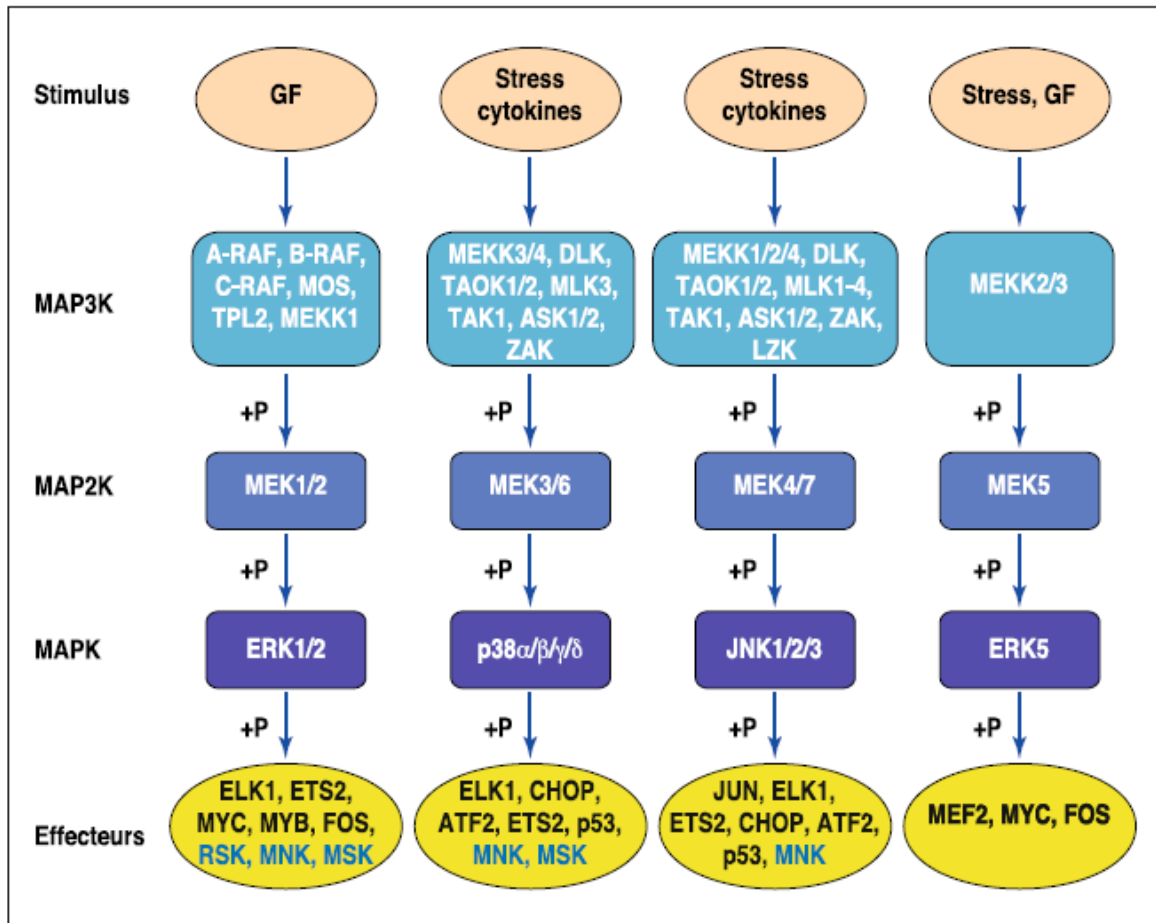 Stimulus
GF
Stress
cytokines
Stress
cytokines
Stress, GF
MAP3K
A-RAF, B-RAF,
C-RAF, MOS,
TPL2, MEKK1
MEKK3/4, DLK,
TAOK1/2, MLK3,
TAK1, ASK1/2,
ZAK
MEKK1/2/4, DLK,
TAOK1/2, MLK1-4,
TAK1, ASK1/2, ZAK,
LZK
MEKK2/3
+P
+P
+P
+P
MAP2K
MEK1/2
MEK3/6
MEK4/7
MEK5
+P
+P
+P
+P
MAPK
ERK1/2
p38α/β/γ/δ
JNK1/2/3
ERK5
+P
+P
+P
+P
Effecteurs
ELK1, ETS2,
MYC, MYB, FOS,
RSK, MNK, MSK
ELK1, CHOP,
ATF2, ETS2, p53,
MNK, MSK
JUN, ELK1,
ETS2, CHOP, ATF2,
p53, MNK
MEF2, MYC, FOS